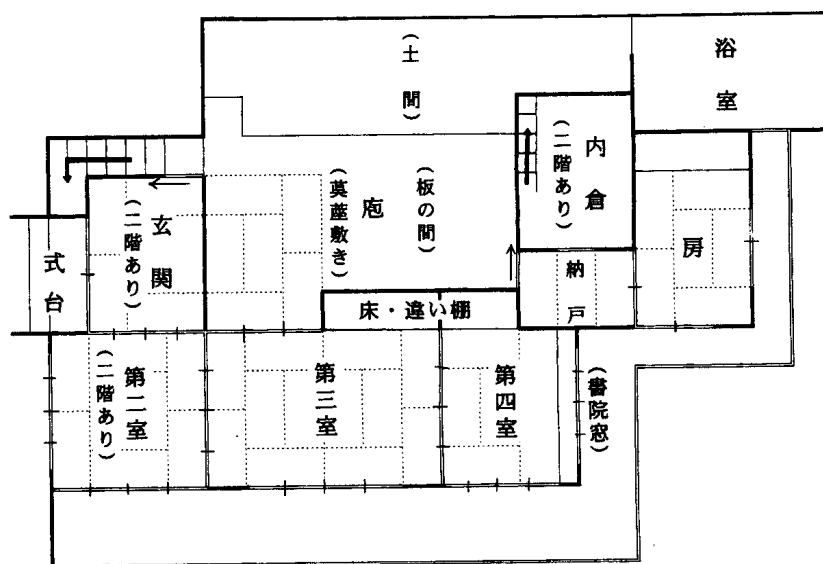 (土間)
浴室
内倉
(二階あり)
(板の間)
庖
(茣蓙敷き)
玄関
(二階あり)
式台
房
納戸
床・違い棚
第二室
(二階あり)
第三室
第四室
(書院窓)